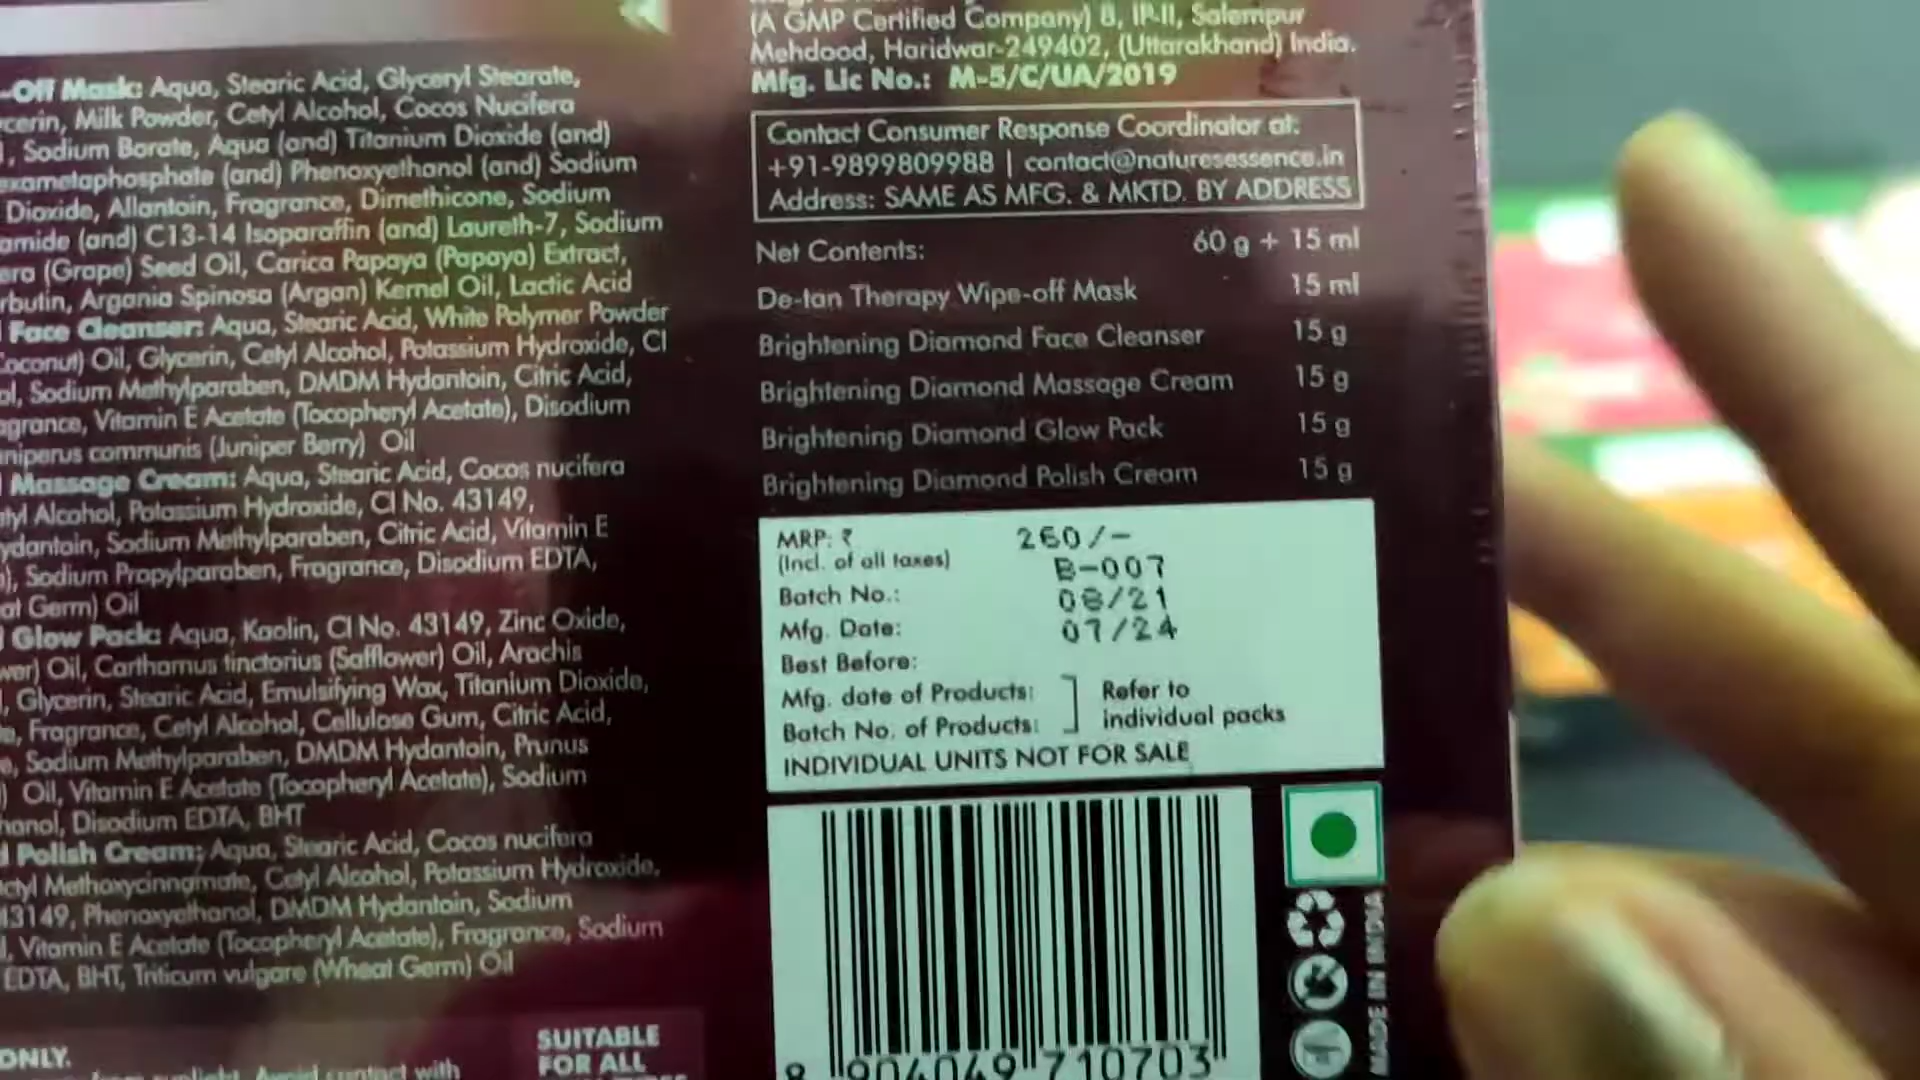 (A GMP Certified Company) 8, IP-II, Salempur
Mehdood, Haridwar-249402, (Uttarakhand) India.
Mfg. Lic No.: M-5/C/UA/2019
Contact Consumer Response Coordinator at:
+91-9899809988 | contact@naturesessence.in
Address: SAME AS MFG. & MKTD. BY ADDRESS
Net Contents: 60 g + 15 ml
De-tan Therapy Wipe-off Mask 15 ml
Brightening Diamond Face Cleanser 15 g
Brightening Diamond Massage Cream 15 g
Brightening Diamond Glow Pack 15 g
Brightening Diamond Polish Cream 15 g
MRP: ₹ 260/-
(Incl. of all taxes) B-007
Batch No.: 08/21
Mfg. Date: 07/24
Best Before:
Mfg. date of Products: Refer to
Batch No. of Products: individual packs
INDIVIDUAL UNITS NOT FOR SALE
8 904049 710703
MADE IN INDIA
-Off Mask: Aqua, Stearic Acid, Glyceryl Stearate,
Milk Powder, Cetyl Alcohol, Cocos Nucifera
, Sodium Borate, Aqua (and) Titanium Dioxide (and)
(and) Phenoxyethanol (and) Sodium
Dioxide, Allantoin, Fragrance, Dimethicone, Sodium
(and) C13-14 Isoparaffin (and) Laureth-7, Sodium
(Grape) Seed Oil, Carica Papaya (Papaya) Extract,
Argania Spinosa (Argan) Kernel Oil, Lactic Acid
Face Cleanser: Aqua, Stearic Acid, White Polymer Powder
Oil, Glycerin, Cetyl Alcohol, Potassium Hydroxide, CI
Sodium Methylparaben, DMDM Hydantoin, Citric Acid,
Vitamin E Acetate (Tocopheryl Acetate), Disodium
communis (Juniper Berry) Oil
Massage Cream: Aqua, Stearic Acid, Cocos nucifera
Alcohol, Potassium Hydroxide, CI No. 43149,
Sodium Methylparaben, Citric Acid, Vitamin E
Sodium Propylparaben, Fragrance, Disodium EDTA,
Germ) Oil
Glow Pack: Aqua, Kaolin, CI No. 43149, Zinc Oxide,
Oil, Carthamus tinctorius (Safflower) Oil, Arachis
Glycerin, Stearic Acid, Emulsifying Wax, Titanium Dioxide,
Fragrance, Cetyl Alcohol, Cellulose Gum, Citric Acid,
Sodium Methylparaben, DMDM Hydantoin, Prunus
Oil, Vitamin E Acetate (Tocopheryl Acetate), Sodium
Disodium EDTA, BHT
Polish Cream: Aqua, Stearic Acid, Cocos nucifera
Methoxycinnamate, Cetyl Alcohol, Potassium Hydroxide,
43149, Phenoxyethanol, DMDM Hydantoin, Sodium
Vitamin E Acetate (Tocopheryl Acetate), Fragrance, Sodium
EDTA, BHT, Triticum vulgare (Wheat Germ) Oil
ONLY.
SUITABLE
FOR ALL